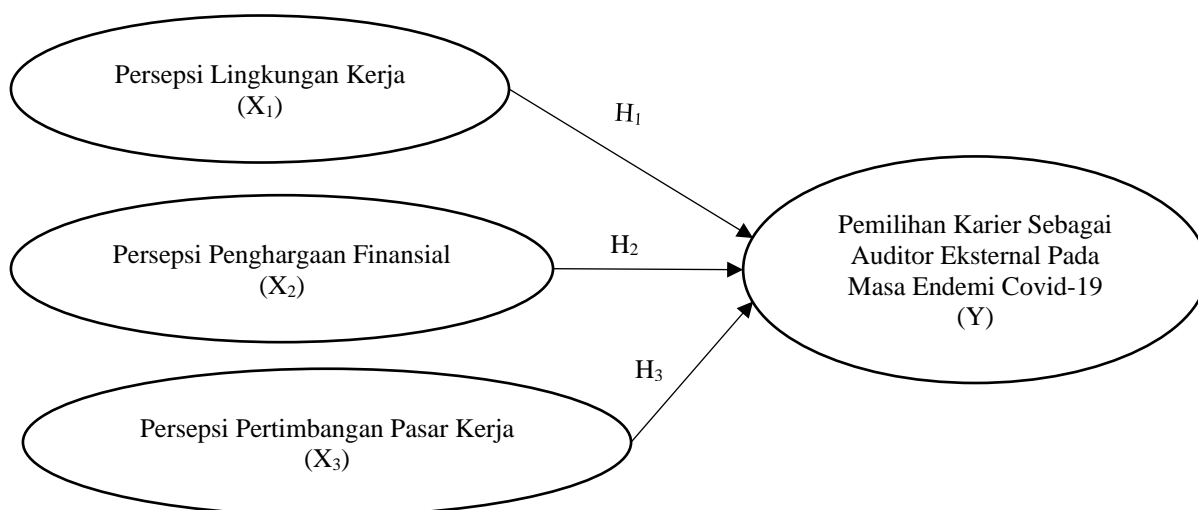 Persepsi Lingkungan Kerja
(X₁)
H₁
Persepsi Penghargaan Finansial
(X₂)
H₂
Persepsi Pertimbangan Pasar Kerja
(X₃)
H₃
Pemilihan Karier Sebagai
Auditor Eksternal Pada
Masa Endemi Covid-19
(Y)